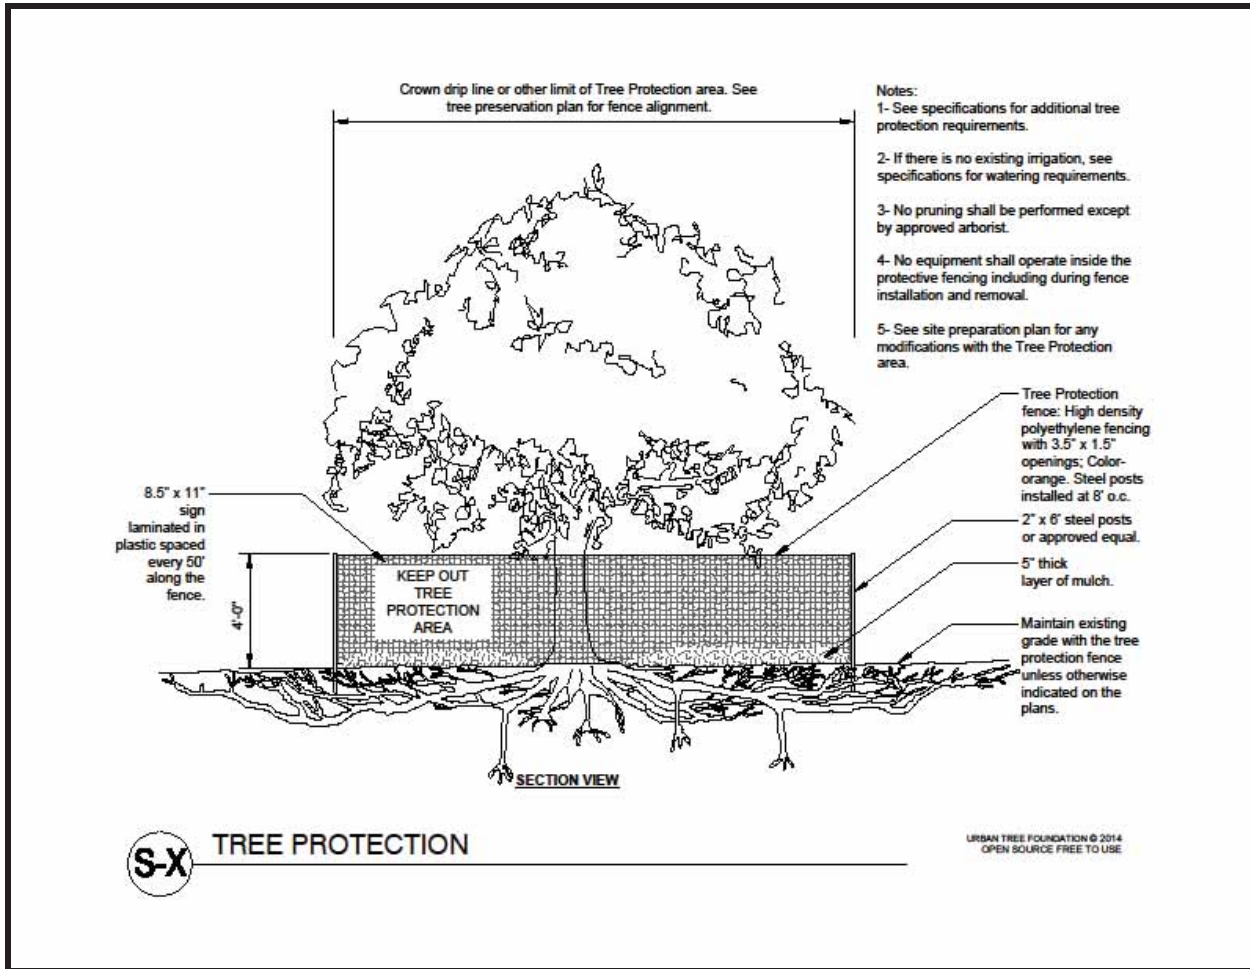 Crown drip line or other limit of Tree Protection area. See
tree preservation plan for fence alignment.
Notes:
1- See specifications for additional tree
protection requirements.
2- If there is no existing irrigation, see
specifications for watering requirements.
3- No pruning shall be performed except
by approved arborist.
4- No equipment shall operate inside the
protective fencing including during fence
installation and removal.
5- See site preparation plan for any
modifications with the Tree Protection
area.
Tree Protection
fence: High density
polyethylene fencing
with 3.5" x 1.5"
openings; Color-
orange. Steel posts
installed at 8' o.c.
2" x 6' steel posts
or approved equal.
5" thick
layer of mulch.
Maintain existing
grade with the tree
protection fence
unless otherwise
indicated on the
plans.
8.5" x 11"
sign
laminated in
plastic spaced
every 50'
along the
fence.
4'-0"
KEEP OUT
TREE
PROTECTION
AREA
SECTION VIEW
S-X
TREE PROTECTION
URBAN TREE FOUNDATION © 2014
OPEN SOURCE FREE TO USE